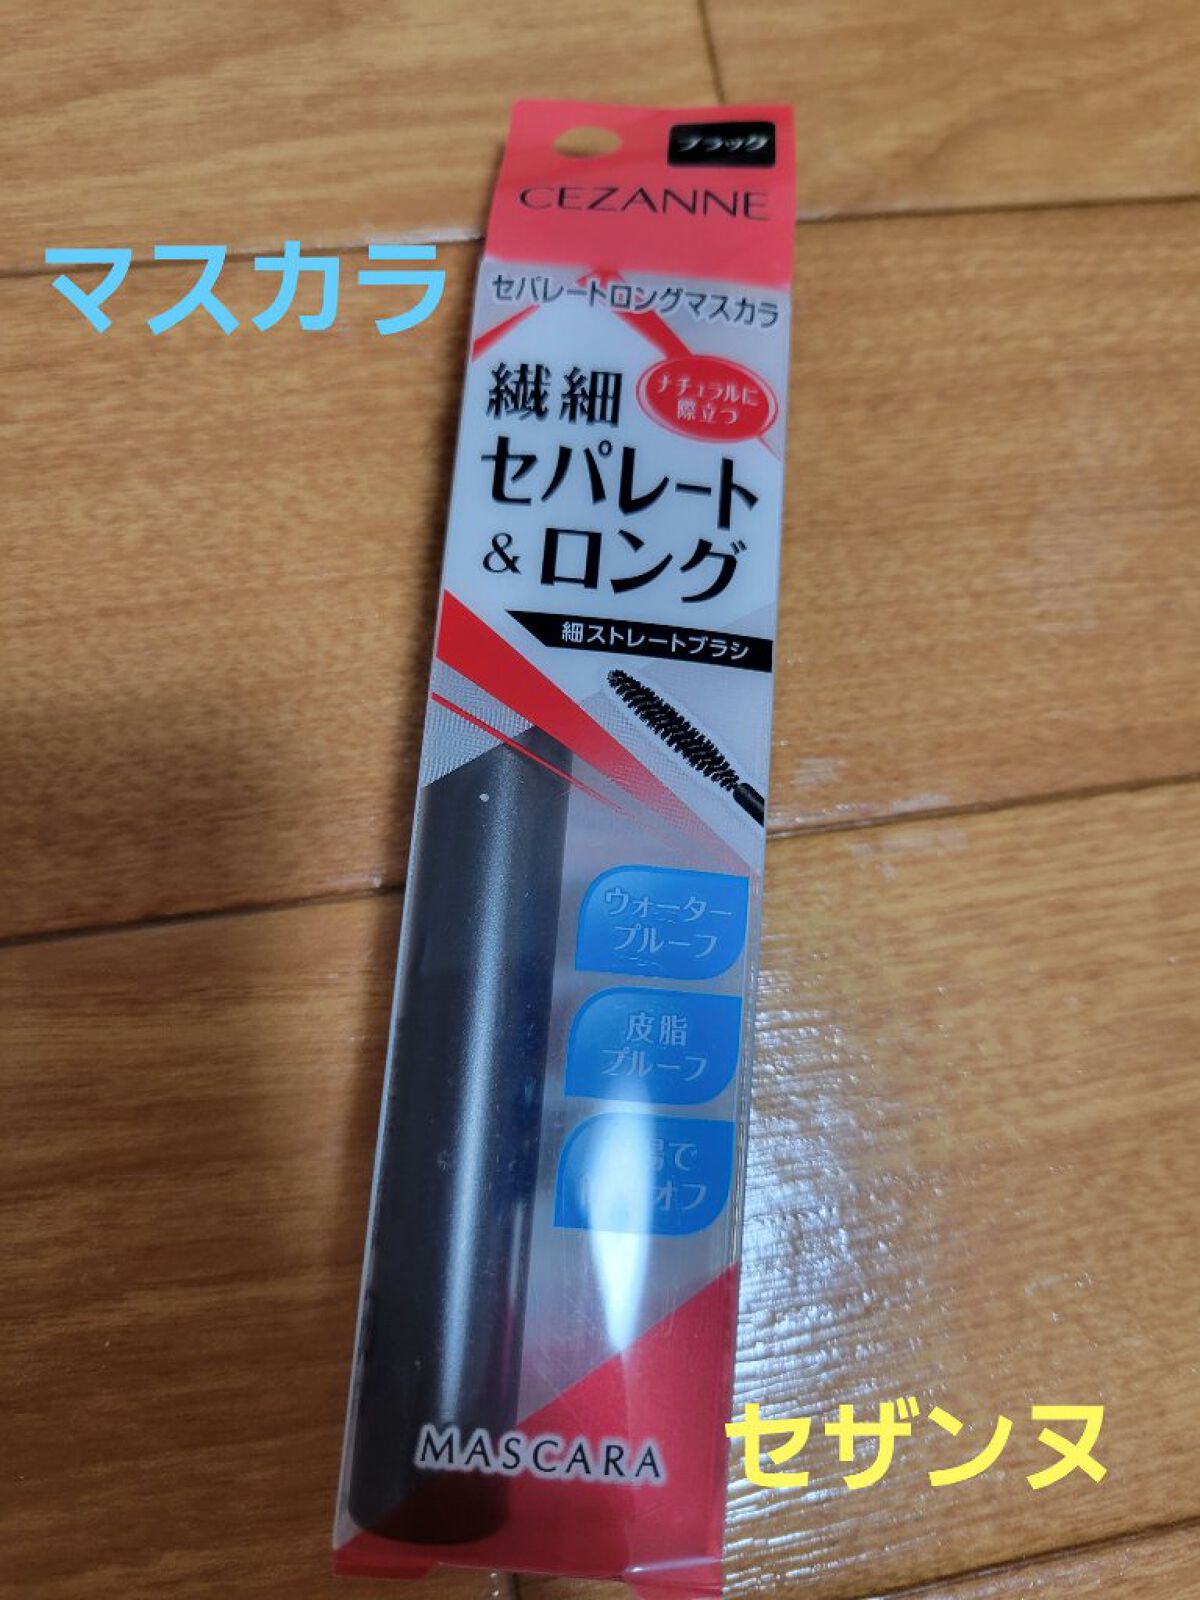 ブラック
CEZANNE
マスカラ
セパレートロングマスカラ
繊細
ナチュラルに
際立つ
セパレート
&ロング
細ストレートブラシ
ウォーター
プルーフ
皮脂
プルーフ
で
オフ
MASCARA
セザンヌ